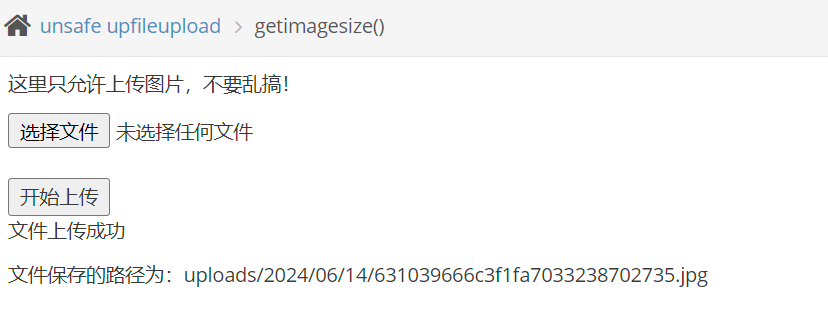 unsafe upfileupload > getimagesize()
这里只允许上传图片，不要乱搞！
选择文件 未选择任何文件
开始上传
文件上传成功
文件保存的路径为：uploads/2024/06/14/631039666c3f1fa7033238702735.jpg